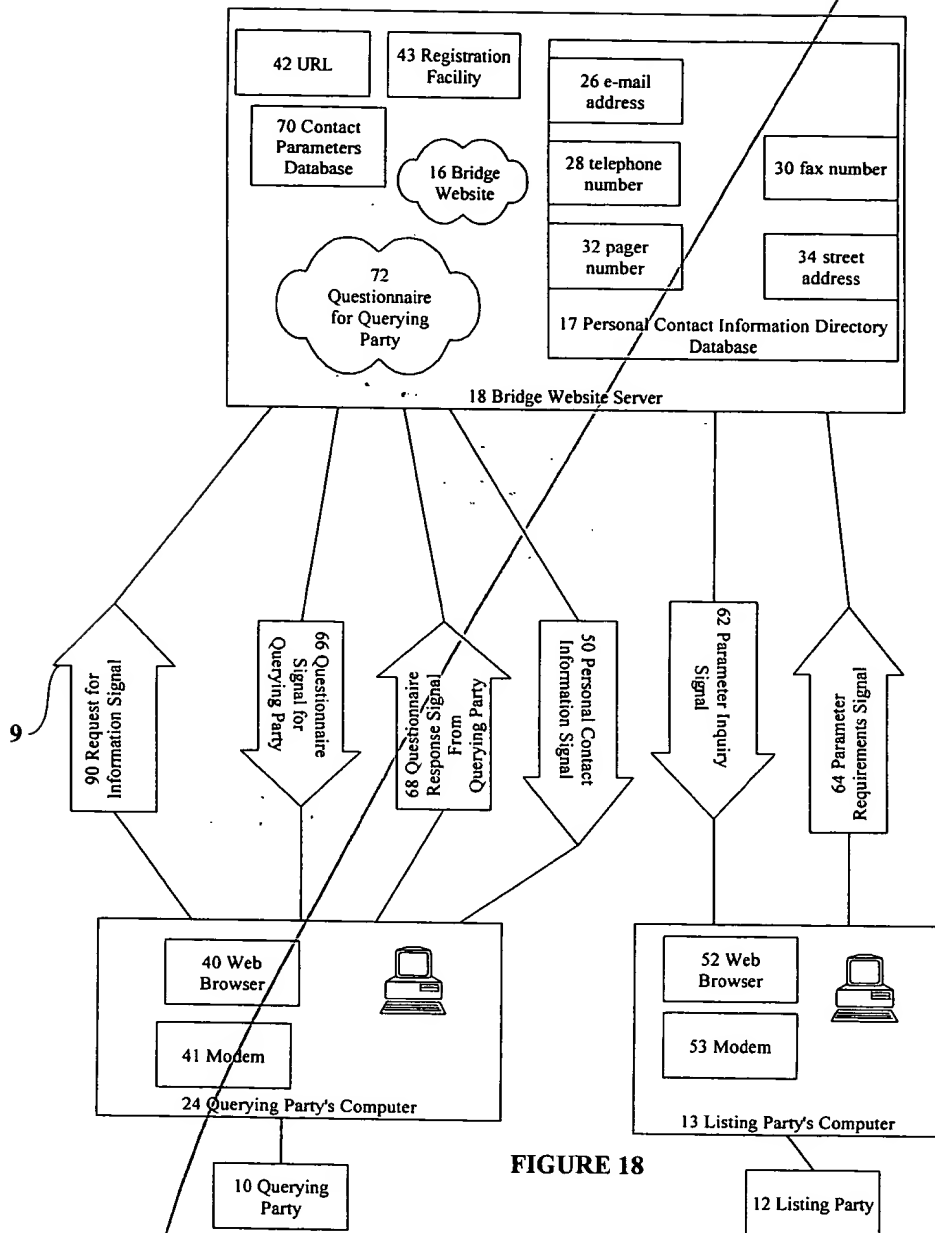 42 URL
43 Registration
Facility
70 Contact
Parameters
Database
16 Bridge
Website
72
Questionnaire
for Querying
Party
26 e-mail
address
28 telephone
number
30 fax number
32 pager
number
34 street
address
17 Personal Contact Information Directory
Database
18 Bridge Website Server
9
90 Request for
Information Signal
66 Questionnaire
Signal for
Querying Party
68 Questionnaire
Response Signal
From
Querying Party
50 Personal Contact
Information Signal
62 Parameter Inquiry
Signal
64 Parameter
Requirements Signal
40 Web
Browser
41 Modem
24 Querying Party's Computer
52 Web
Browser
53 Modem
13 Listing Party's Computer
10 Querying
Party
FIGURE 18
12 Listing Party